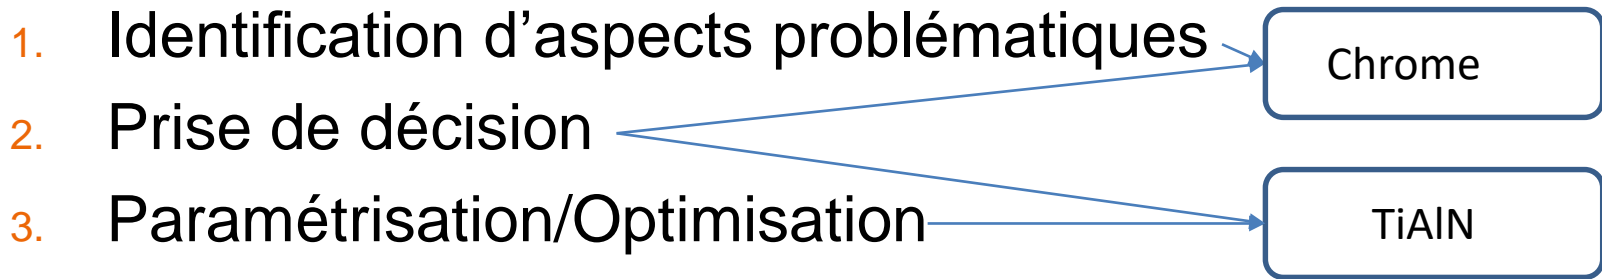 1. Identification d’aspects problématiques
Chrome
2. Prise de décision
3. Paramétrisation/Optimisation
TiAlN